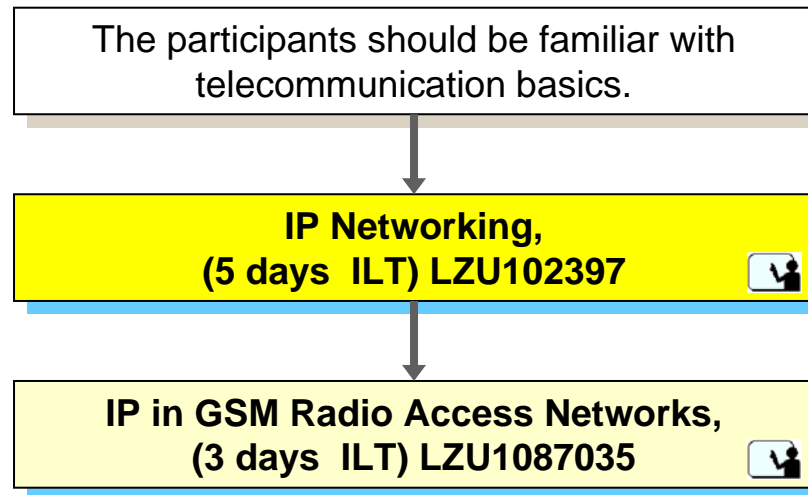 The participants should be familiar with
telecommunication basics.
IP Networking,
(5 days  ILT) LZU102397
IP in GSM Radio Access Networks,
(3 days  ILT) LZU1087035